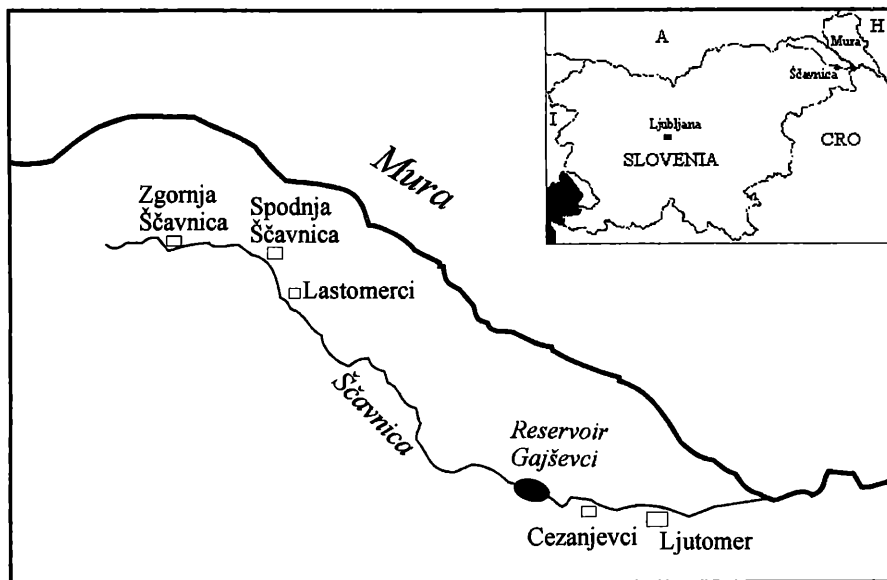 A
H
Mura
Ščavnica
I
Ljubljana
SLOVENIA
CRO
Mura
Zgornja
Ščavnica
Spodnja
Ščavnica
Lastomerci
Ščavnica
Reservoir
Gajševci
Cezanjevci
Ljutomer